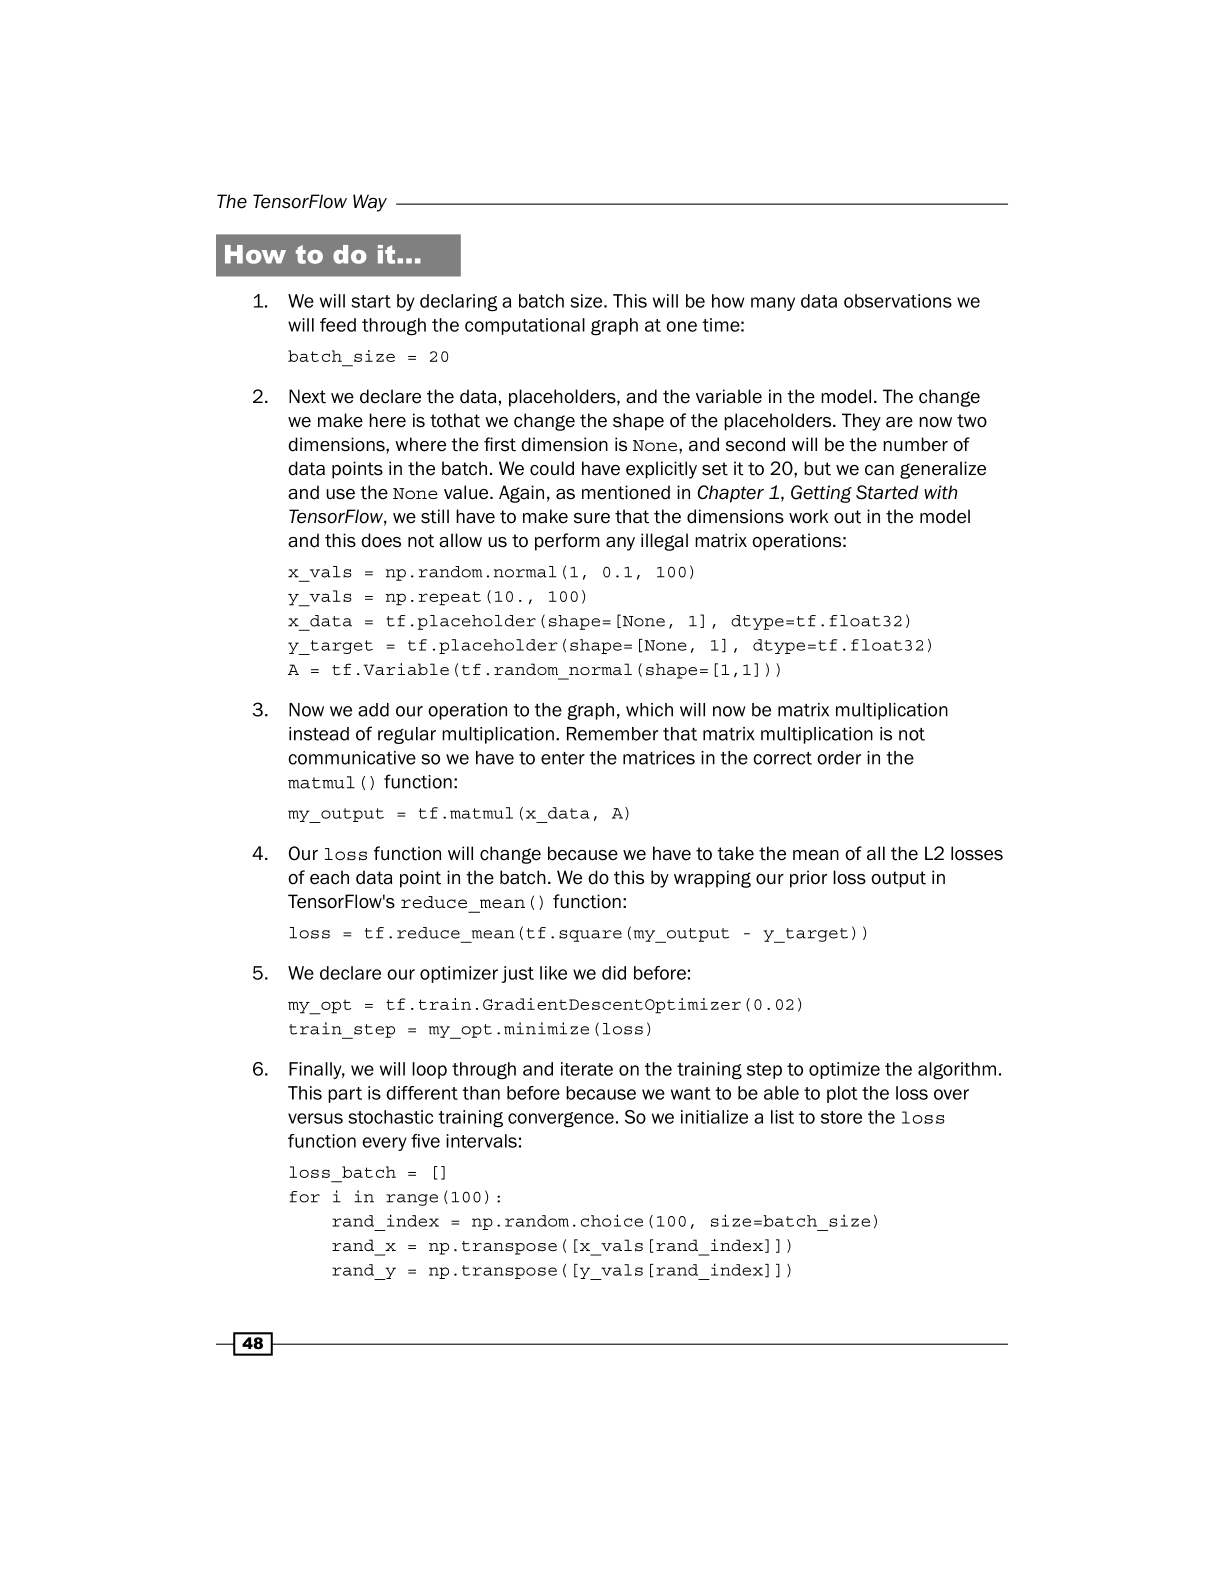 The TensorFlow Way
How to do it…
1. We will start by declaring a batch size. This will be how many data observations we
will feed through the computational graph at one time:
batch_size = 20
2. Next we declare the data, placeholders, and the variable in the model. The change
we make here is tothat we change the shape of the placeholders. They are now two
dimensions, where the first dimension is None, and second will be the number of
data points in the batch. We could have explicitly set it to 20, but we can generalize
and use the None value. Again, as mentioned in Chapter 1, Getting Started with
TensorFlow, we still have to make sure that the dimensions work out in the model
and this does not allow us to perform any illegal matrix operations:
x_vals = np.random.normal(1, 0.1, 100)
y_vals = np.repeat(10., 100)
x_data = tf.placeholder(shape=[None, 1], dtype=tf.float32)
y_target = tf.placeholder(shape=[None, 1], dtype=tf.float32)
A = tf.Variable(tf.random_normal(shape=[1,1]))
3. Now we add our operation to the graph, which will now be matrix multiplication
instead of regular multiplication. Remember that matrix multiplication is not
communicative so we have to enter the matrices in the correct order in the
matmul() function:
my_output = tf.matmul(x_data, A)
4. Our loss function will change because we have to take the mean of all the L2 losses
of each data point in the batch. We do this by wrapping our prior loss output in
TensorFlow's reduce_mean() function:
loss = tf.reduce_mean(tf.square(my_output - y_target))
5. We declare our optimizer just like we did before:
my_opt = tf.train.GradientDescentOptimizer(0.02)
train_step = my_opt.minimize(loss)
6. Finally, we will loop through and iterate on the training step to optimize the algorithm.
This part is different than before because we want to be able to plot the loss over
versus stochastic training convergence. So we initialize a list to store the loss
function every five intervals:
loss_batch = []
for i in range(100):
    rand_index = np.random.choice(100, size=batch_size)
    rand_x = np.transpose([x_vals[rand_index]])
    rand_y = np.transpose([y_vals[rand_index]])
48